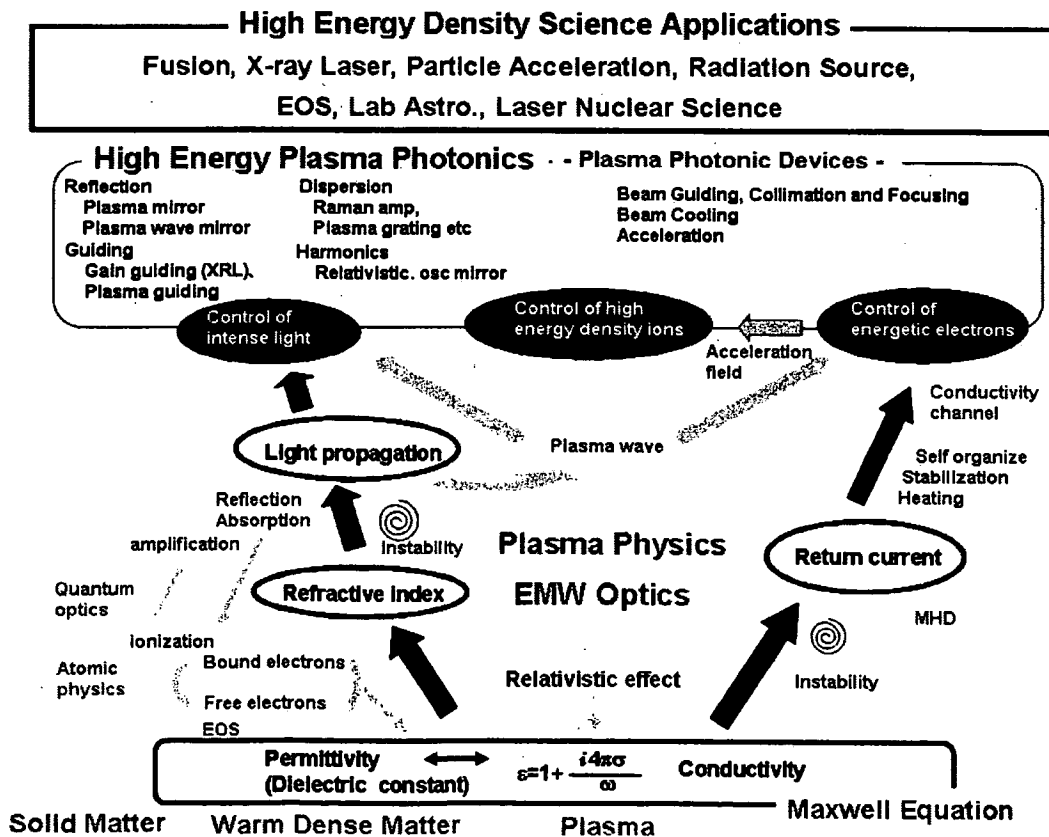 High Energy Density Science Applications
Fusion, X-ray Laser, Particle Acceleration, Radiation Source,
EOS, Lab Astro., Laser Nuclear Science
High Energy Plasma Photonics - - Plasma Photonic Devices -
Reflection
Plasma mirror
Plasma wave mirror
Guiding
Gain guiding (XRL).
Plasma guiding
Dispersion
Raman amp,
Plasma grating etc
Harmonics
Relativistic. osc mirror
Beam Guiding, Collimation and Focusing
Beam Cooling
Acceleration
Control of
intense light
Control of high
energy density ions
Control of
energetic electrons
Acceleration
field
Conductivity
channel
Plasma wave
Light propagation
Self organize
Stabilization
Heating
Reflection
Absorption
amplification
Instability
Plasma Physics
Return current
Quantum
optics
Refractive index
EMW Optics
MHD
ionization
Atomic
physics
Bound electrons
Free electrons
EOS
Relativistic effect
Instability
Permittivity
(Dielectric constant)
ε=1+ i4πσ/ω
Conductivity
Maxwell Equation
Solid Matter Warm Dense Matter Plasma